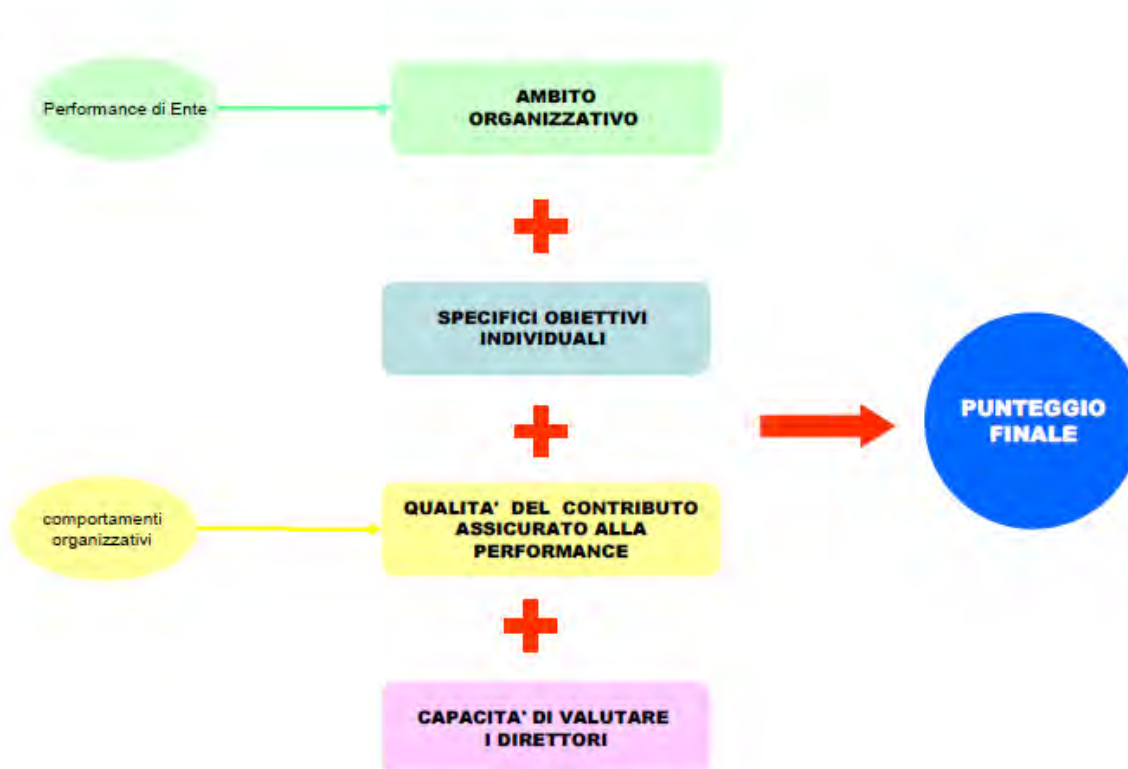 Performance di Ente
AMBITO
ORGANIZZATIVO
SPECIFICI OBIETTIVI
INDIVIDUALI
PUNTEGGIO
FINALE
comportamenti
organizzativi
QUALITA' DEL CONTRIBUTO
ASSICURATO ALLA
PERFORMANCE
CAPACITA' DI VALUTARE
I DIRETTORI